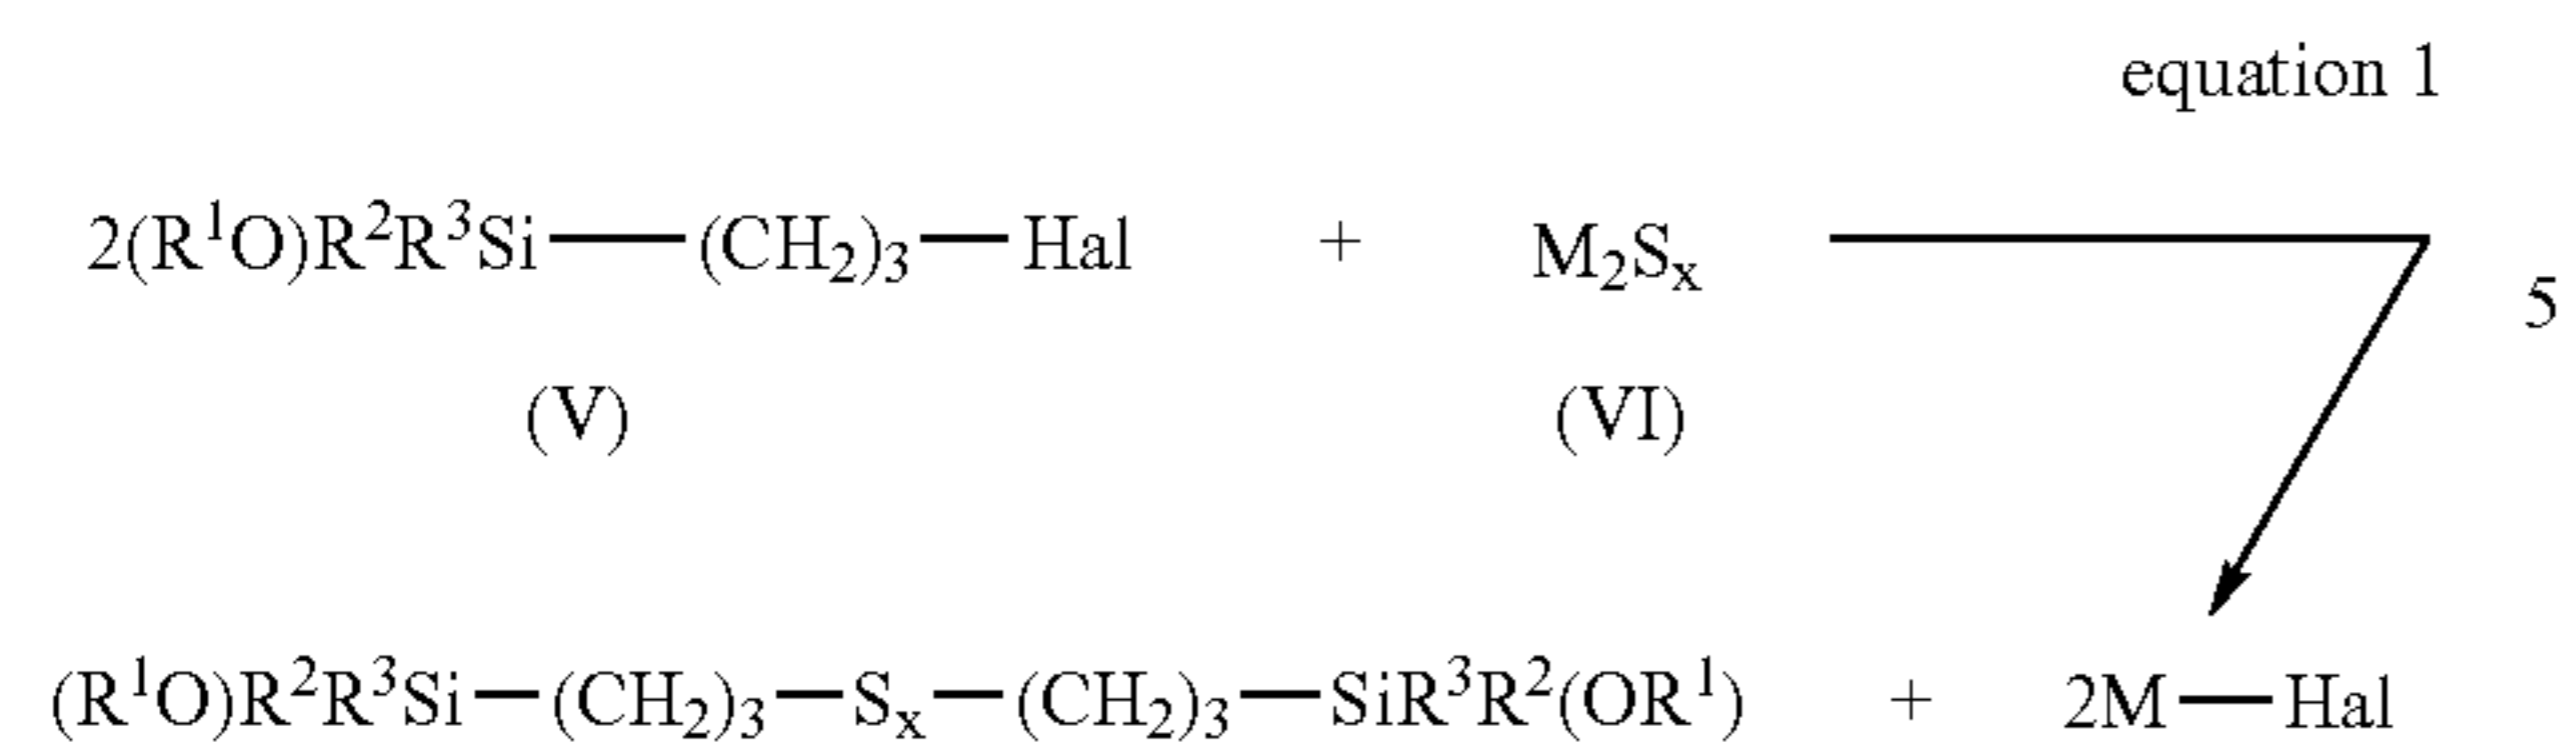 equation 1
2(R¹O)R²R³Si—(CH₂)₃—Hal + M₂Sₓ
5
(V) (VI)
(R¹O)R²R³Si—(CH₂)₃—Sₓ—(CH₂)₃—SiR³R²(OR¹) + 2M—Hal